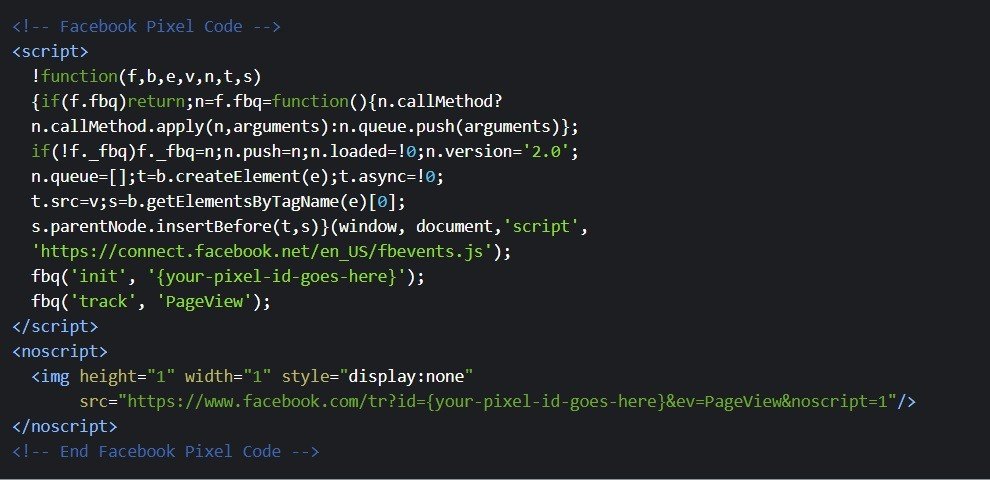 <!-- Facebook Pixel Code -->
<script>
!function(f,b,e,v,n,t,s)
{if(f.fbq)return;n=f.fbq=function(){n.callMethod?
n.callMethod.apply(n,arguments):n.queue.push(arguments)};
if(!f._fbq)f._fbq=n;n.push=n;n.loaded=!0;n.version='2.0';
n.queue=[];t=b.createElement(e);t.async=!0;
t.src=v;s=b.getElementsByTagName(e)[0];
s.parentNode.insertBefore(t,s)}(window, document,'script',
'https://connect.facebook.net/en_US/fbevents.js');
fbq('init', '{your-pixel-id-goes-here}');
fbq('track', 'PageView');
</script>
<noscript>
<img height="1" width="1" style="display:none"
src="https://www.facebook.com/tr?id={your-pixel-id-goes-here}&ev=PageView&noscript=1"/>
</noscript>
<!-- End Facebook Pixel Code -->